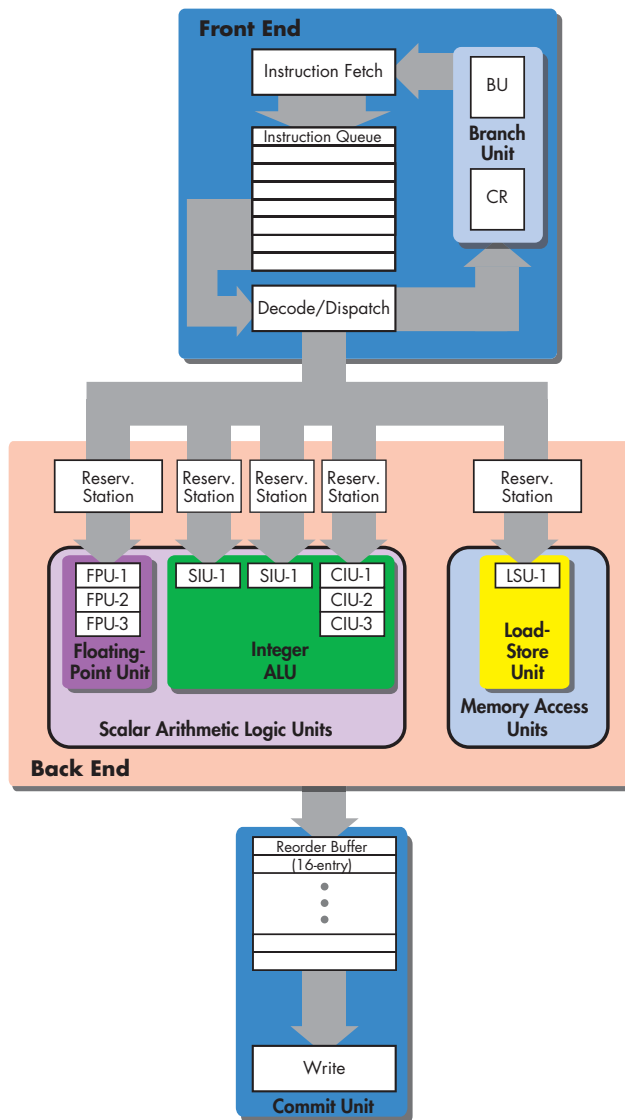 Front End
Instruction Fetch
BU
Branch
Unit
Instruction Queue
CR
Decode/Dispatch
Reserv.
Station
Reserv.
Station
Reserv.
Station
Reserv.
Station
Reserv.
Station
FPU-1
FPU-2
FPU-3
Floating-
Point Unit
SIU-1
SIU-1
CIU-1
CIU-2
CIU-3
Integer
ALU
Scalar Arithmetic Logic Units
LSU-1
Load-
Store
Unit
Memory Access
Units
Back End
Reorder Buffer
(16-entry)
Write
Commit Unit